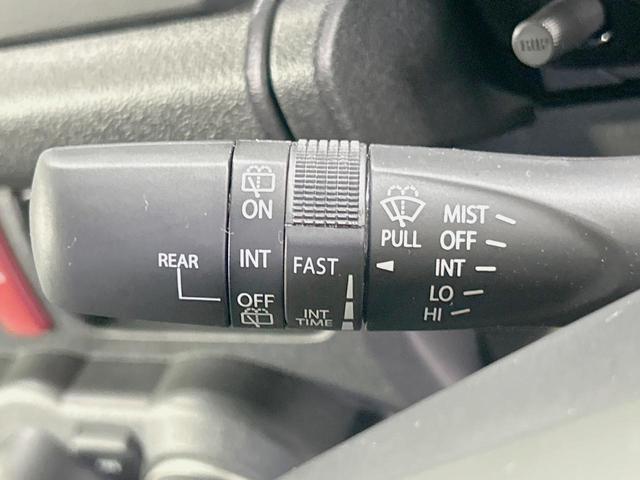 ON
INT
OFF
REAR
FAST
INT
TIME
PULL
MIST
OFF
INT
LO
HI